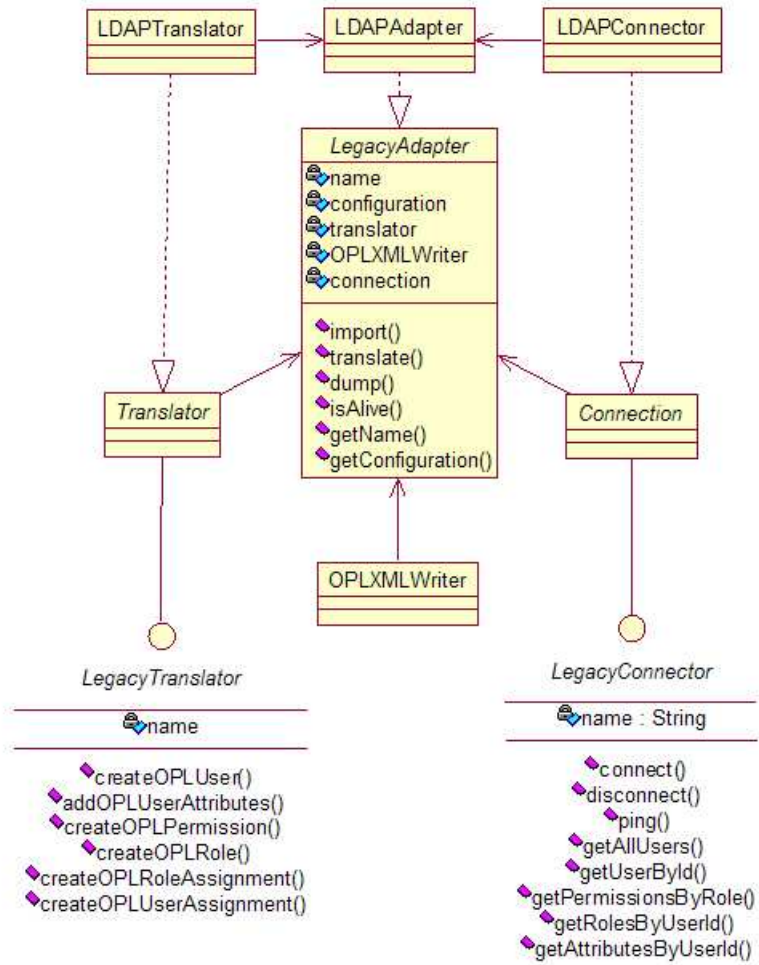 LDAPTranslator
LDAPAdapter
LDAPConnector
LegacyAdapter
name
configuration
translator
OPLXMLWriter
connection
import()
translate()
dump()
isAlive()
getName()
getConfiguration()
Translator
Connection
OPLXMLWriter
LegacyTranslator
name
createOPLUser()
addOPLUserAttributes()
createOPLPermission()
createOPLRole()
createOPLRoleAssignment()
createOPLUserAssignment()
LegacyConnector
name : String
connect()
disconnect()
ping()
getAllUsers()
getUserById()
getPermissionsByRole()
getRolesByUserId()
getAttributesByUserId()